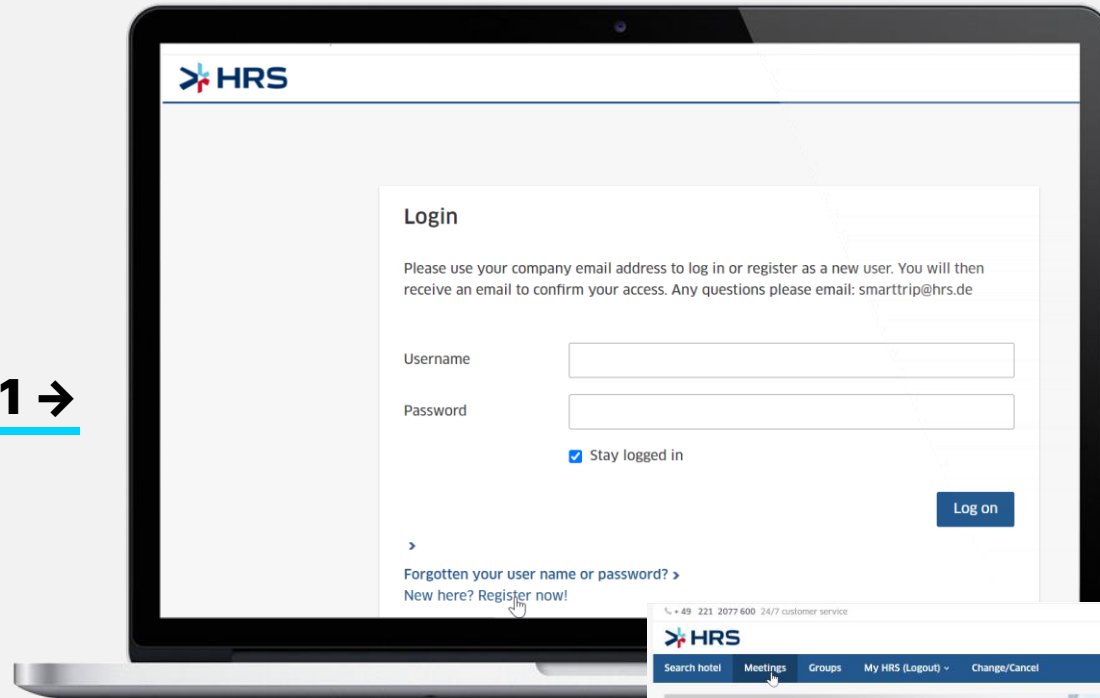 HRS
Login
Please use your company email address to log in or register as a new user. You will then
receive an email to confirm your access. Any questions please email: smarttrip@hrs.de
Username
1 →
Password
Stay logged in
Log on
>
Forgotten your user name or password? >
New here? Register now!
+ 49 221 2077 600 24/7 customer service
HRS
Search hotel Meetings Groups My HRS (Logout) Change/Cancel